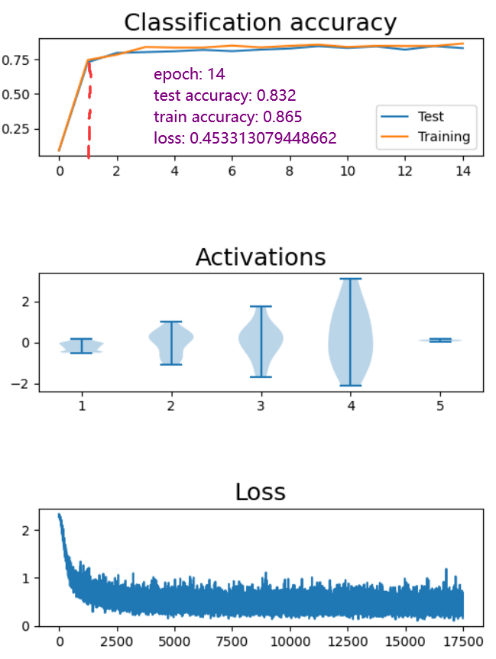 Classification accuracy
0.75
0.50
0.25
epoch: 14
test accuracy: 0.832
train accuracy: 0.865
loss: 0.453313079448662
Test
Training
0 2 4 6 8 10 12 14
Activations
2
0
−2
1 2 3 4 5
Loss
2
1
0
0 2500 5000 7500 10000 12500 15000 17500